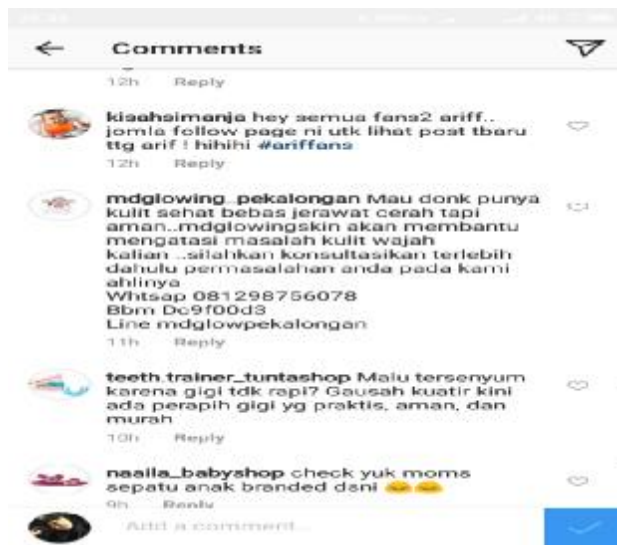 Comments
12h Reply
kisahsimanja hey semua fans2 ariff..
jomla follow page ni utk lihat post tbaru
ttg arif ! hihihi #ariffans
12h Reply
mdglowing_pekalongan Mau donk punya
kulit sehat bebas jerawat cerah tapi
aman..mdglowingskin akan membantu
mengatasi masalah kulit wajah
kalian ..silahkan konsultasikan terlebih
dahulu permasalahan anda pada kami
ahlinya
Whtsap 081298756078
Bbm Dc9f00d3
Line mdglowpekalongan
11h Reply
teeth.trainer_tuntashop Malu tersenyum
karena gigi tdk rapi? Gausah kuatir kini
ada perapih gigi yg praktis, aman, dan
murah
10h Reply
naaila_babyshop check yuk moms
sepatu anak branded dsni 😄😄
9h Reply
Add a comment...